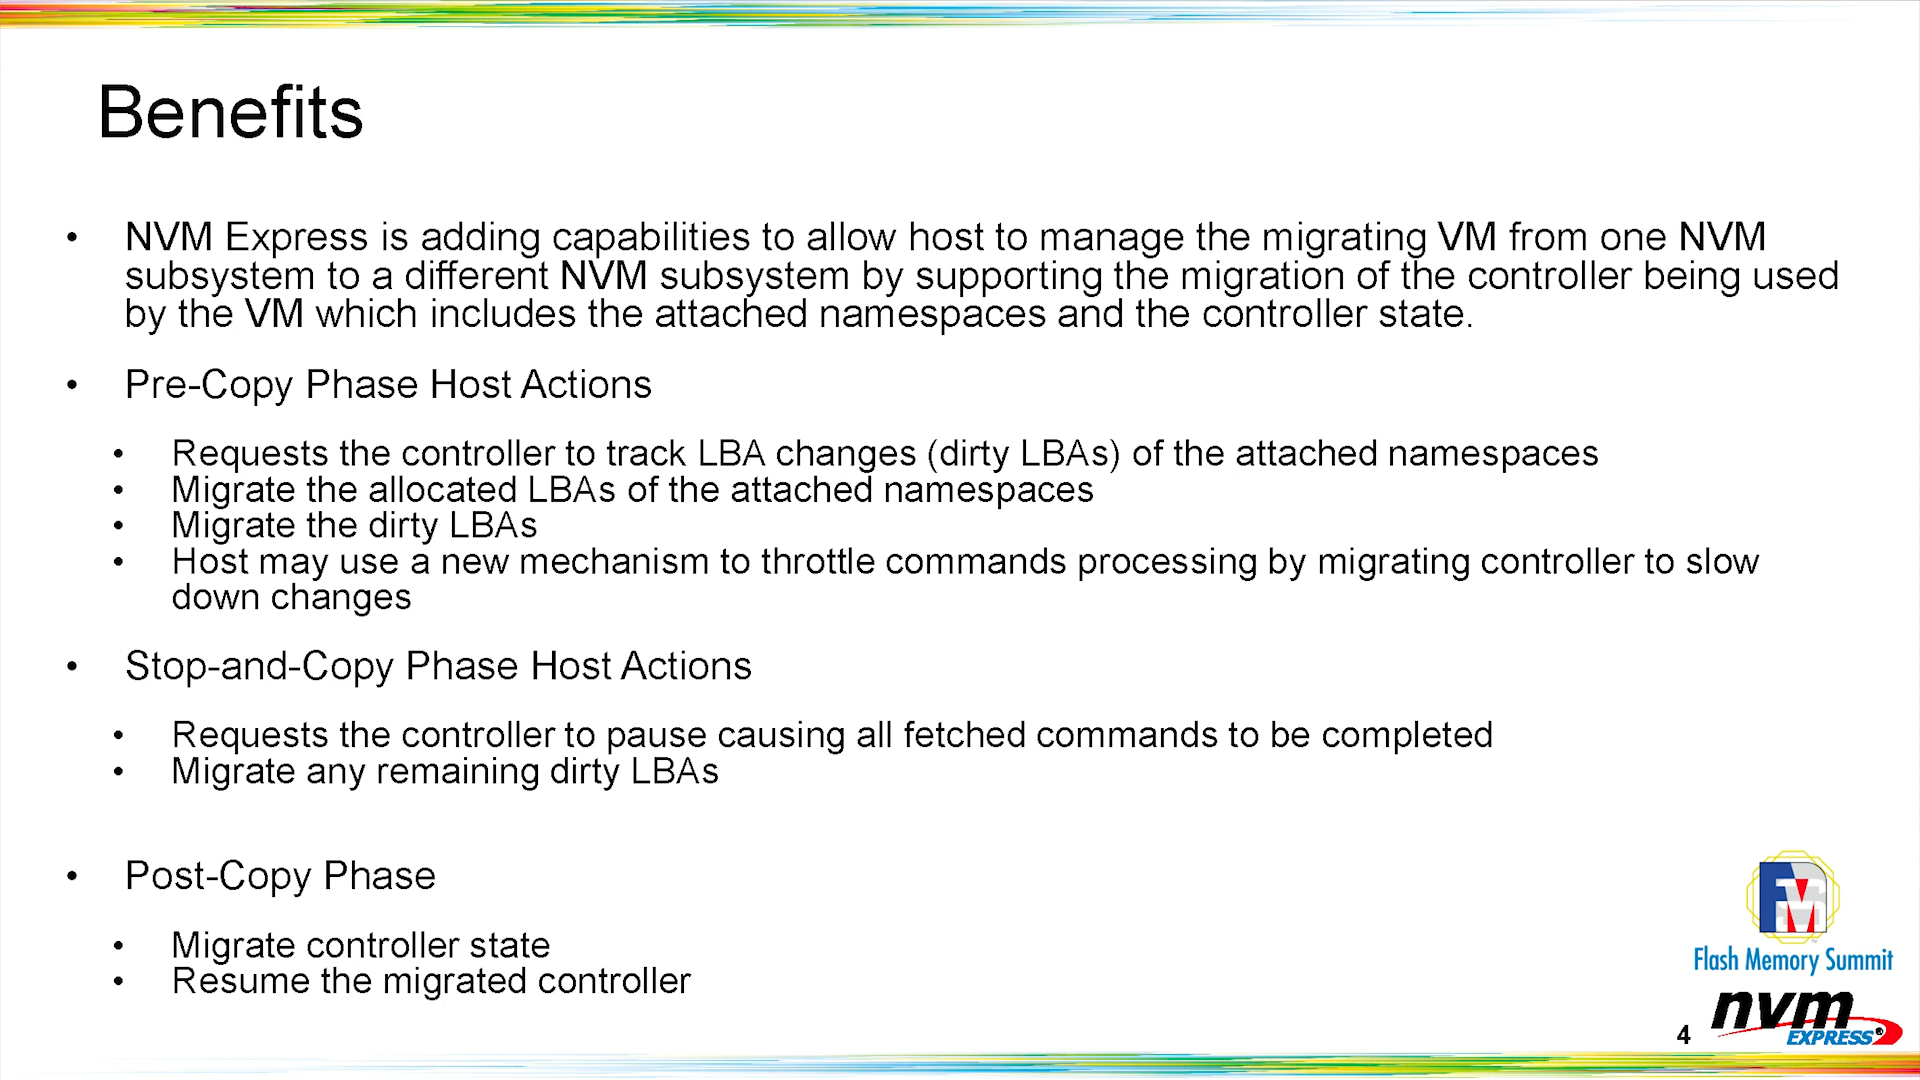 Benefits
• NVM Express is adding capabilities to allow host to manage the migrating VM from one NVM
subsystem to a different NVM subsystem by supporting the migration of the controller being used
by the VM which includes the attached namespaces and the controller state.
• Pre-Copy Phase Host Actions
• Requests the controller to track LBA changes (dirty LBAs) of the attached namespaces
• Migrate the allocated LBAs of the attached namespaces
• Migrate the dirty LBAs
• Host may use a new mechanism to throttle commands processing by migrating controller to slow
down changes
• Stop-and-Copy Phase Host Actions
• Requests the controller to pause causing all fetched commands to be completed
• Migrate any remaining dirty LBAs
• Post-Copy Phase
• Migrate controller state
• Resume the migrated controller
FMS
™
Flash Memory Summit
nvm
EXPRESS®
4